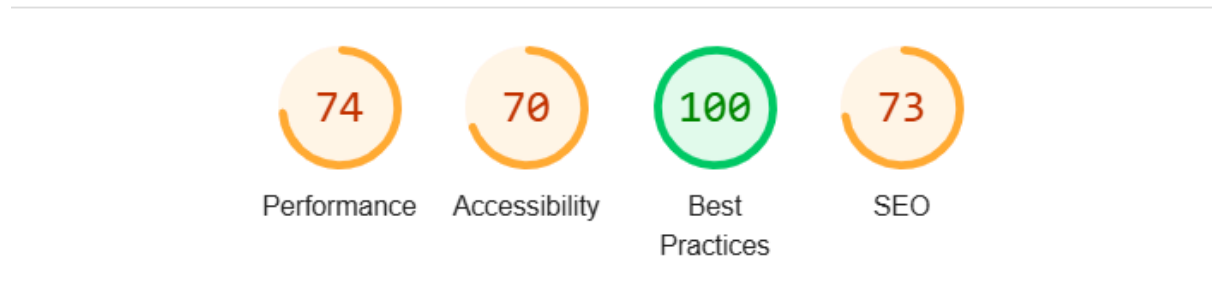 74
70
100
73
Performance
Accessibility
Best
Practices
SEO